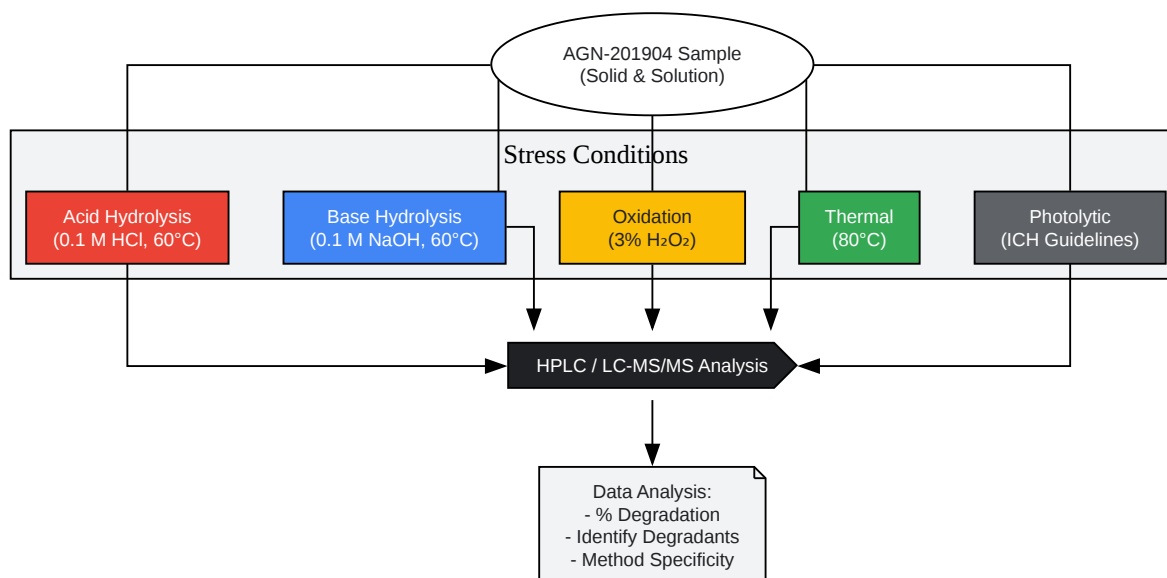 AGN-201904 Sample
(Solid & Solution)
Stress Conditions
Acid Hydrolysis
(0.1 M HCl, 60°C)
Base Hydrolysis
(0.1 M NaOH, 60°C)
Oxidation
(3% H₂O₂)
Thermal
(80°C)
Photolytic
(ICH Guidelines)
HPLC / LC-MS/MS Analysis
Data Analysis:
- % Degradation
- Identify Degradants
- Method Specificity